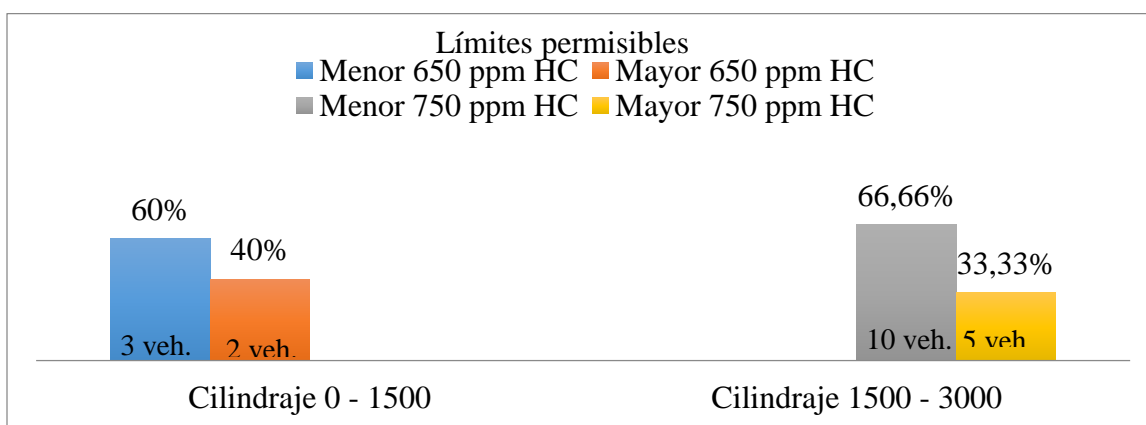 Límites permisibles
Menor 650 ppm HC Mayor 650 ppm HC
Menor 750 ppm HC Mayor 750 ppm HC
60%
40%
66,66%
33,33%
3 veh.
2 veh.
10 veh.
5 veh
Cilindraje 0 - 1500
Cilindraje 1500 - 3000